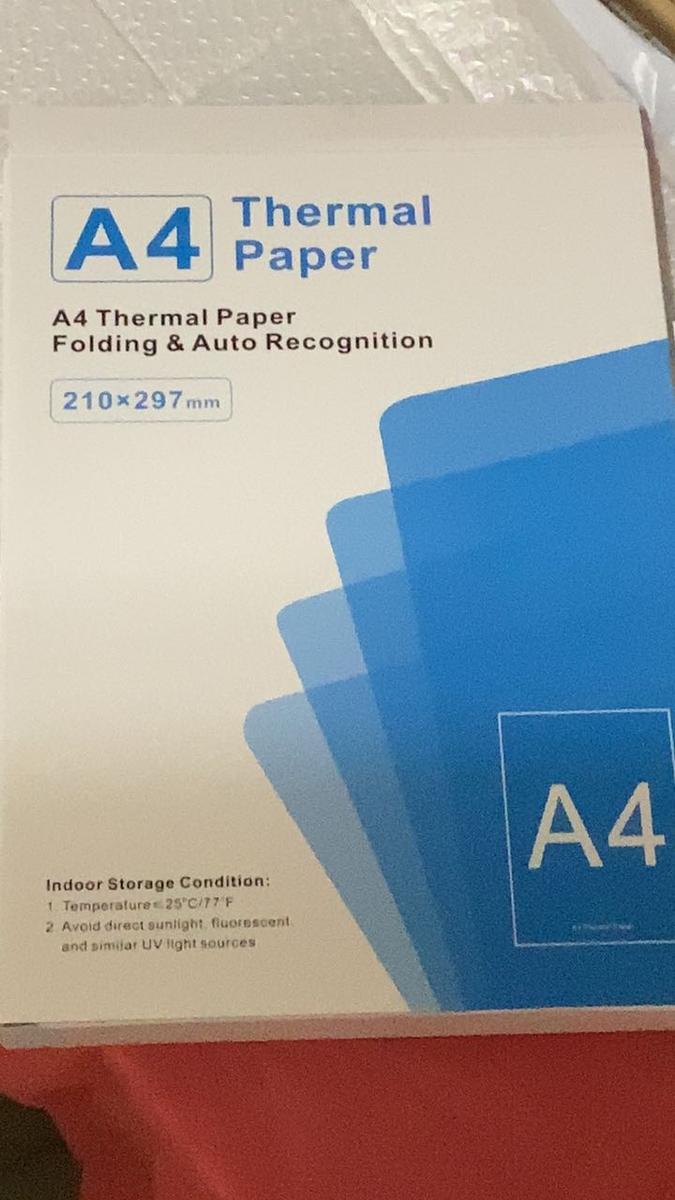 A4 Thermal
Paper
A4 Thermal Paper
Folding & Auto Recognition
210×297mm
A4
Indoor Storage Condition:
1 Temperature≤25°C/77°F
2 Avoid direct sunlight, fluorescent
and similar UV light sources